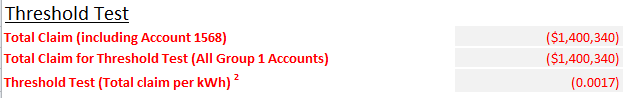 Threshold Test
Total Claim (including Account 1568) ($1,400,340)
Total Claim for Threshold Test (All Group 1 Accounts) ($1,400,340)
Threshold Test (Total claim per kWh) ² (0.0017)